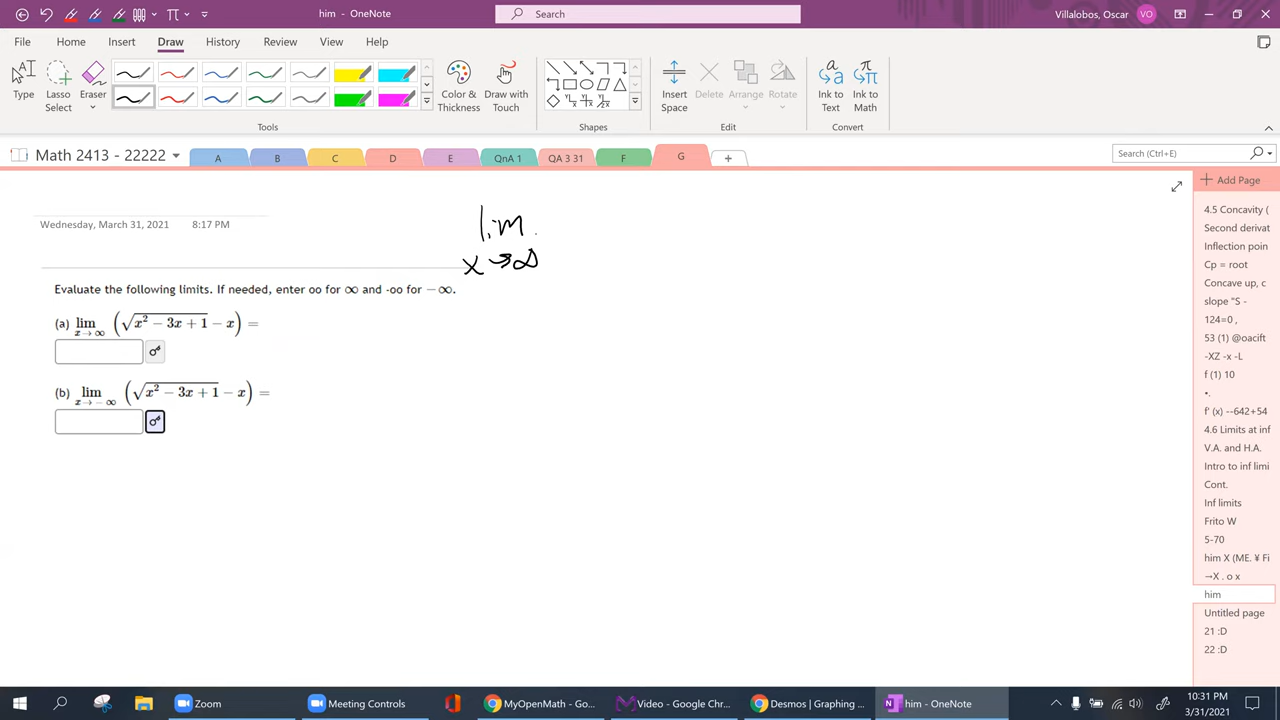 him - OneNote
Search
Villalobos, Oscar VO
File Home Insert Draw History Review View Help
Type
Lasso Select
Eraser
Color & Thickness
Draw with Touch
Insert Space
Delete
Arrange
Rotate
Ink to Text
Ink to Math
Tools
Shapes
Edit
Convert
Math 2413 - 22222
A B C D E QnA 1 QA 3 31 F G +
Search (Ctrl+E)
Add Page
Wednesday, March 31, 2021 8:17 PM
lim
x→∞
Evaluate the following limits. If needed, enter oo for ∞ and -oo for −∞.
(a) lim x→∞ (√(x² − 3x + 1) − x) =
(b) lim x→−∞ (√(x² − 3x + 1) − x) =
4.5 Concavity (
Second derivat
Inflection poin
Cp = root
Concave up, c
slope "S -
124=0 ,
53 (1) @oacift
-XZ -x -L
f (1) 10
•.
f' (x) --642+54
4.6 Limits at inf
V.A. and H.A.
Intro to inf limi
Cont.
Inf limits
Frito W
5-70
him X (ME. ¥ Fi
→X . o x
him
Untitled page
21 :D
22 :D
Zoom
Meeting Controls
MyOpenMath - Go...
Video - Google Chr...
Desmos | Graphing ...
him - OneNote
10:31 PM
3/31/2021